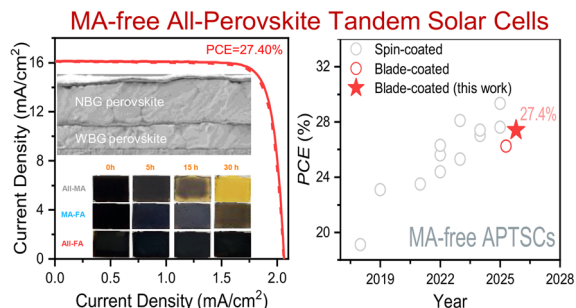 MA-free All-Perovskite Tandem Solar Cells
Current Density (mA/cm²)
16
12
8
4
0
PCE=27.40%
NBG perovskite
WBG perovskite
0h 5h 15 h 30 h
All-MA
MA-FA
All-FA
0.0 0.5 1.0 1.5 2.0
Current Density (mA/cm²)
PCE (%)
32
28
24
20
Spin-coated
Blade-coated
Blade-coated (this work)
27.4%
MA-free APTSCs
2019 2022 2025 2028
Year